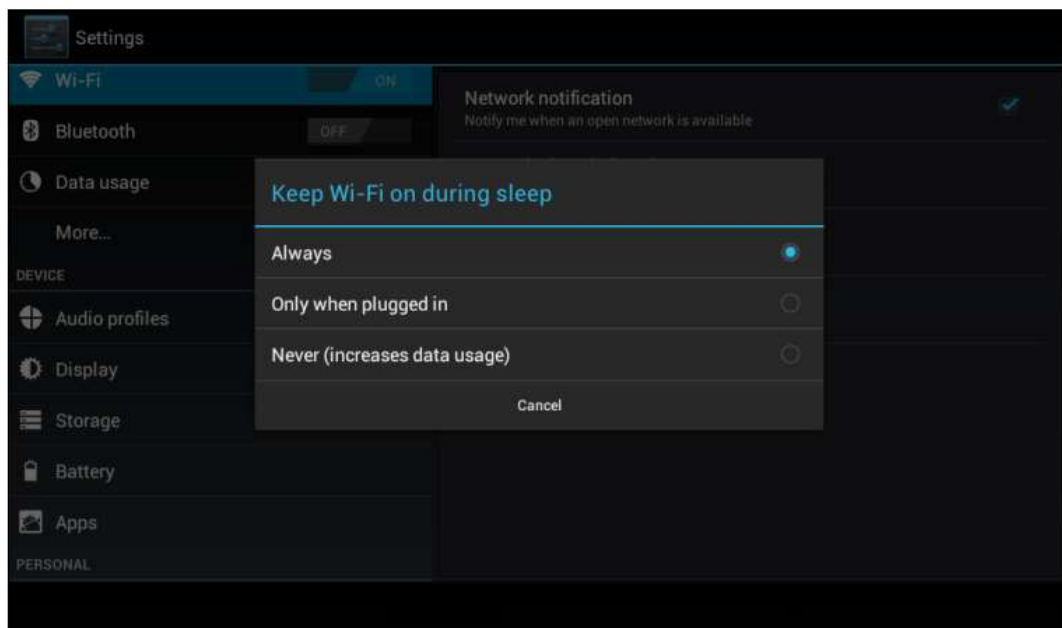 Settings
Wi-Fi ON
Bluetooth OFF
Data usage
More...
DEVICE
Audio profiles
Display
Storage
Battery
Apps
PERSONAL
Network notification
Notify me when an open network is available
Keep Wi-Fi on during sleep
Always
Only when plugged in
Never (increases data usage)
Cancel